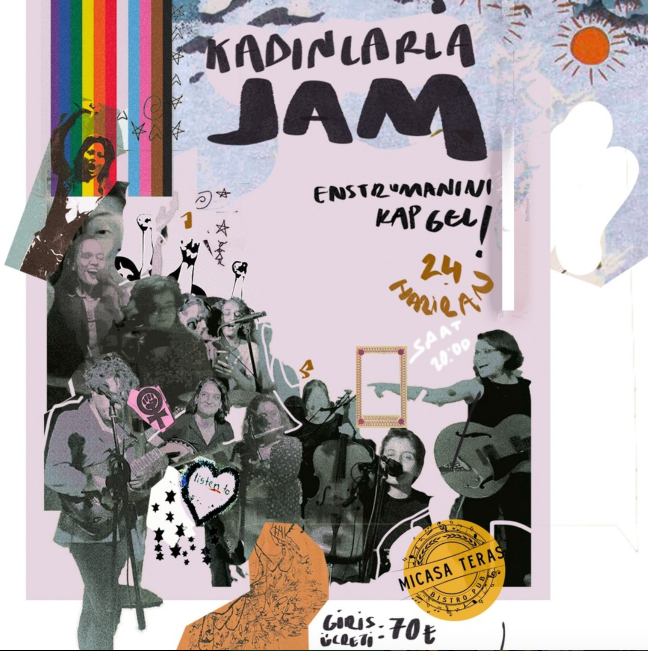 KADINLARLA
JAM
ENSTRUMANINI
KAP GEL!
24
HAZİRAN
SAAT
20:00
listen to
MICASA TERAS
BISTRO PUB
GİRİŞ
ÜCRETİ: 70₺